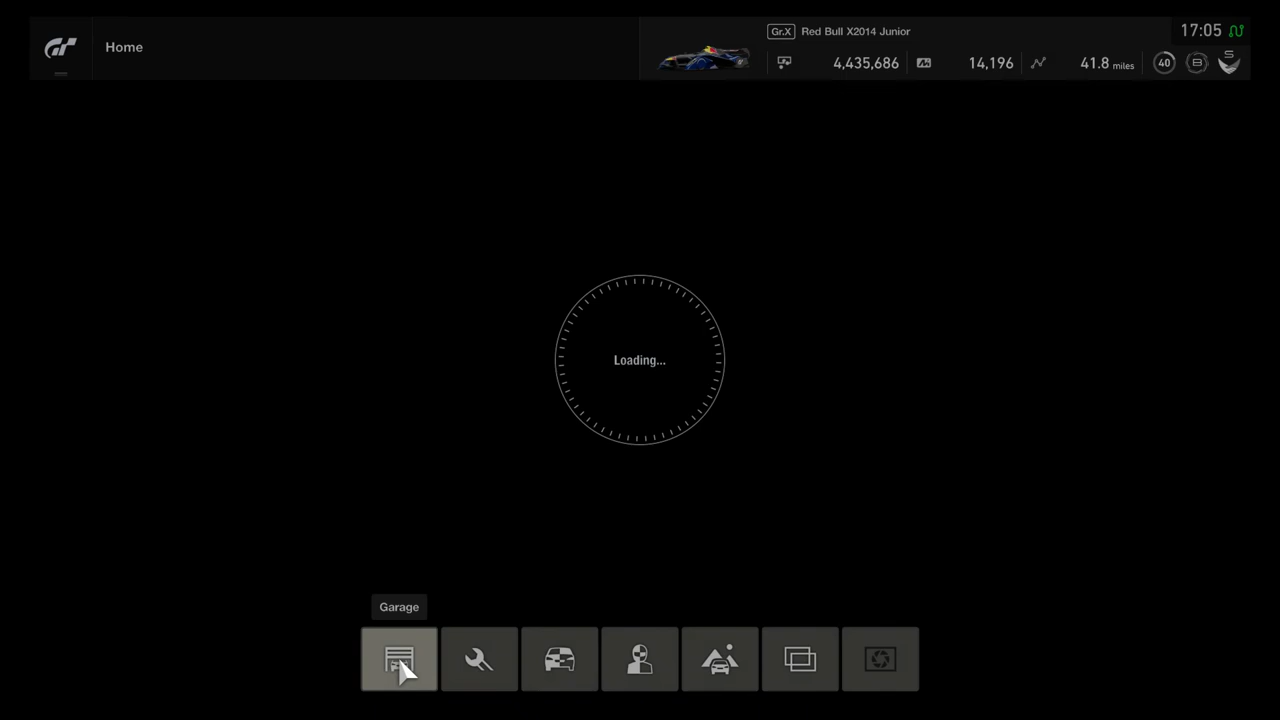 Home
Gr.X Red Bull X2014 Junior
17:05
4,435,686
14,196
41.8 miles
40
B
S
Loading...
Garage